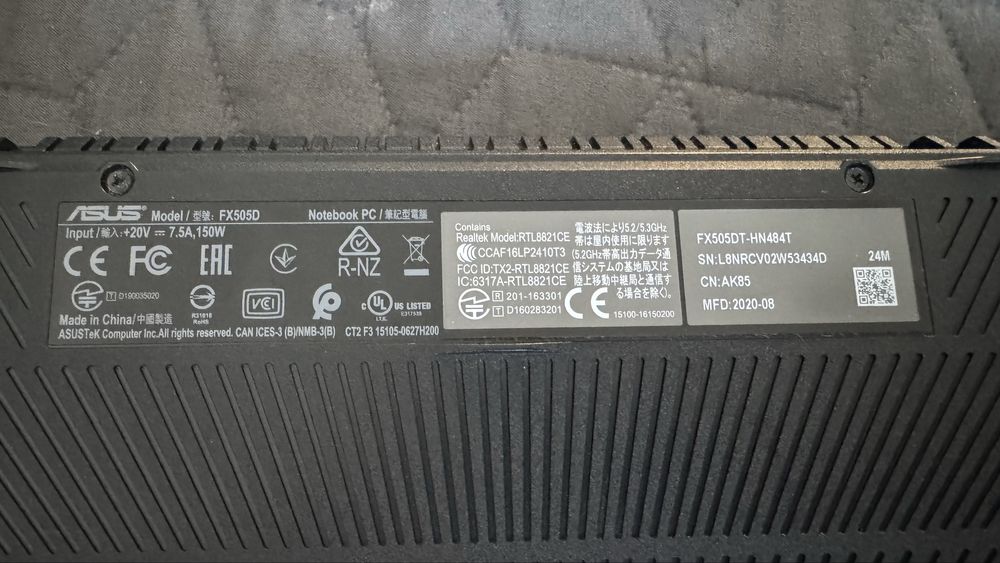 ASUS Model / 型號: FX505D Notebook PC / 筆記型電腦
Input / 輸入: +20V ⎓ 7.5A, 150W
CE FC EAC R-NZ
T D190035020 R31018 RoHS VCI c UL US LISTED I.T.E. E317535
Made in China/中國製造
ASUSTeK Computer Inc.All rights reserved. CAN ICES-3 (B)/NMB-3(B) CT2 F3 15105-0627H200
Contains
Realtek Model:RTL8821CE
CCAF16LP2410T3
FCC ID:TX2-RTL8821CE
IC:6317A-RTL8821CE
R 201-163301
T D160283201
電波法により5.2/5.3GHz
帯は屋内使用に限ります
(5.2GHz帯高出力データ通
信システムの基地局又は
陸上移動中継局と通信す
る場合を除く)。
CE 15100-16150200
FX505DT-HN484T
SN:L8NRCV02W53434D 24M
CN:AK85
MFD:2020-08